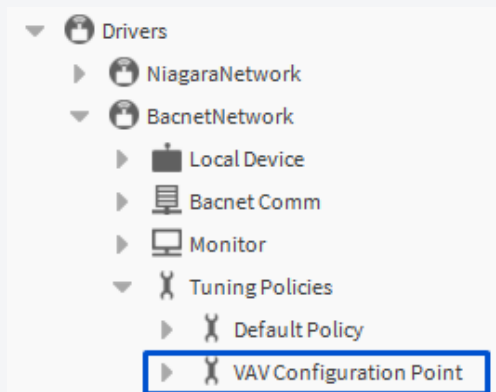 Drivers
NiagaraNetwork
BacnetNetwork
Local Device
Bacnet Comm
Monitor
Tuning Policies
Default Policy
VAV Configuration Point